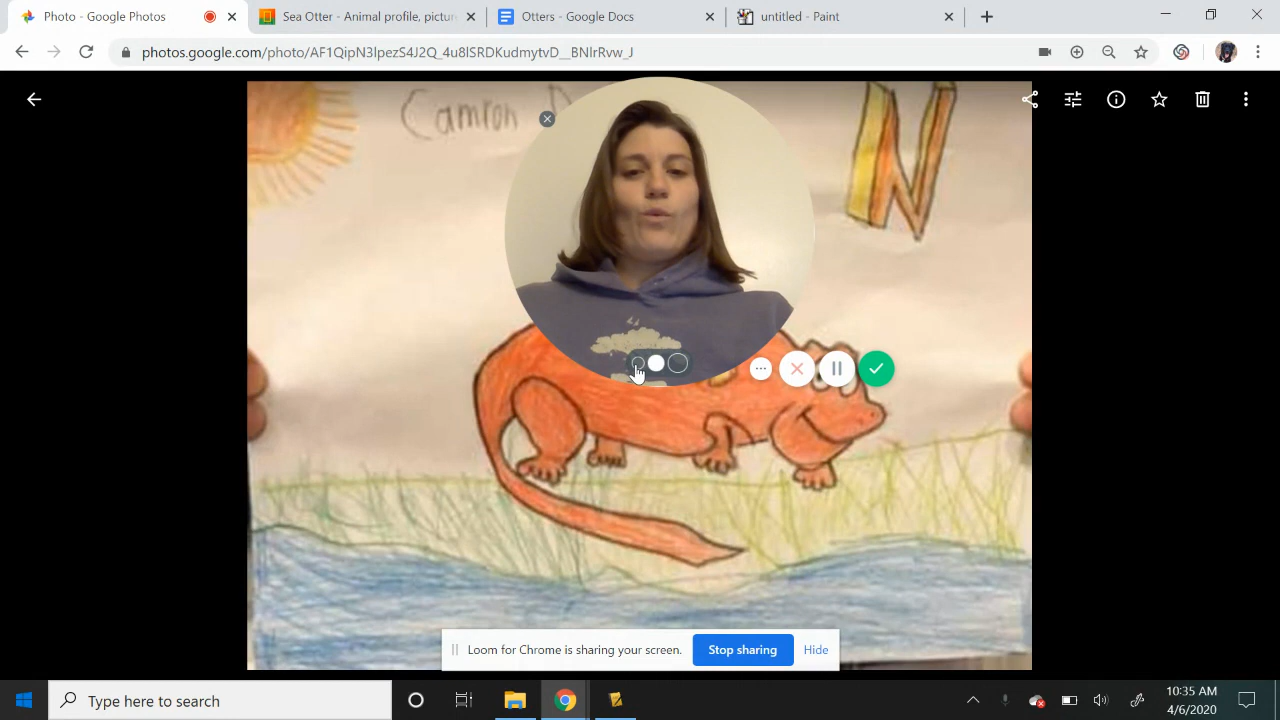 Photo - Google Photos
Sea Otter - Animal profile, pictur
Otters - Google Docs
untitled - Paint
photos.google.com/photo/AF1QipN3IpezS4J2Q_4u8lSRDKudmytvD__BNIrRvw_J
Camron D
N
Loom for Chrome is sharing your screen.
Stop sharing
Hide
Type here to search
10:35 AM
4/6/2020